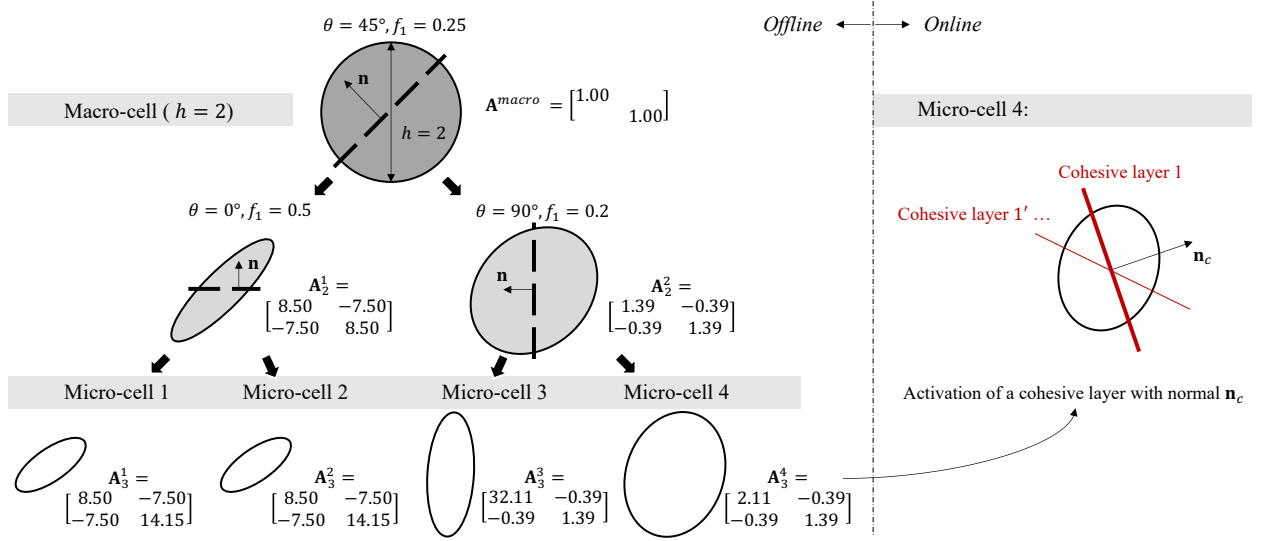 θ = 45°, f₁ = 0.25
Offline
Online
n
Macro-cell ( h = 2)
h = 2
A^macro = [1.00
1.00]
Micro-cell 4:
θ = 0°, f₁ = 0.5
θ = 90°, f₁ = 0.2
n
A₂¹ =
[8.50 −7.50
−7.50 8.50]
n
A₂² =
[1.39 −0.39
−0.39 1.39]
Cohesive layer 1
Cohesive layer 1′ …
n_c
Micro-cell 1
Micro-cell 2
Micro-cell 3
Micro-cell 4
Activation of a cohesive layer with normal n_c
A₃¹ =
[8.50 −7.50
−7.50 14.15]
A₃² =
[8.50 −7.50
−7.50 14.15]
A₃³ =
[32.11 −0.39
−0.39 1.39]
A₃⁴ =
[2.11 −0.39
−0.39 1.39]